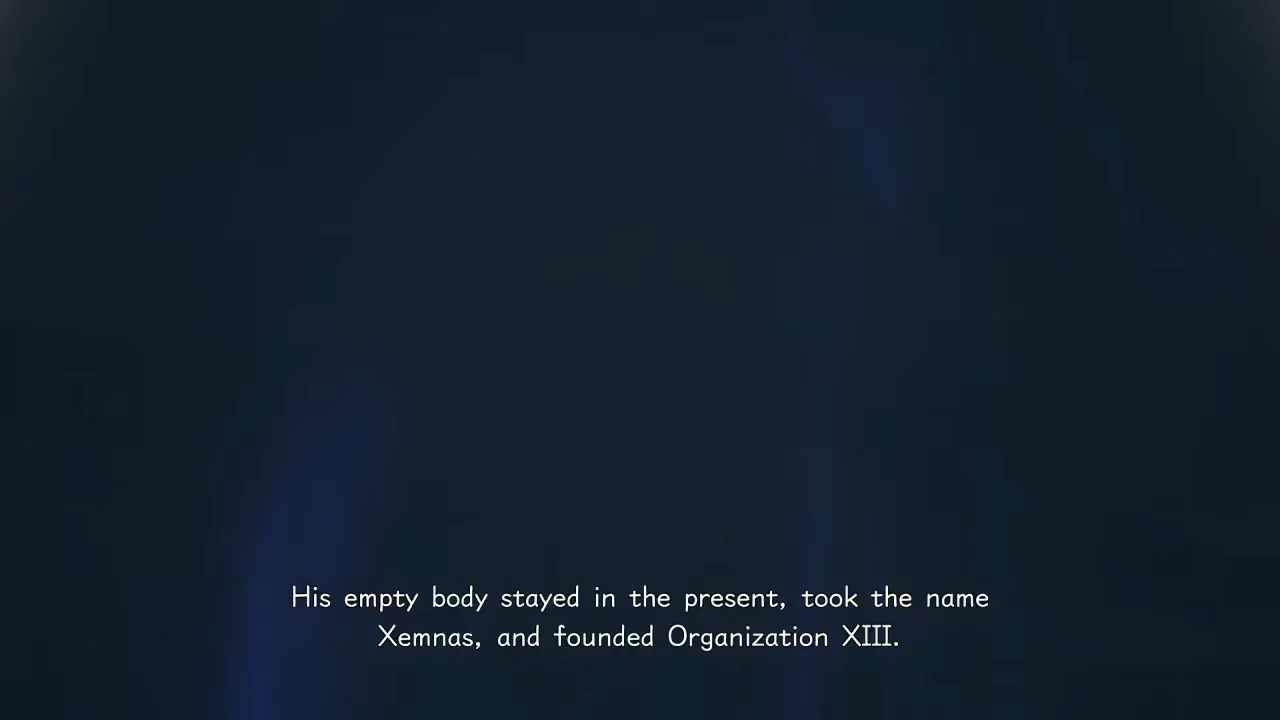 His empty body stayed in the present, took the name
Xemnas, and founded Organization XIII.